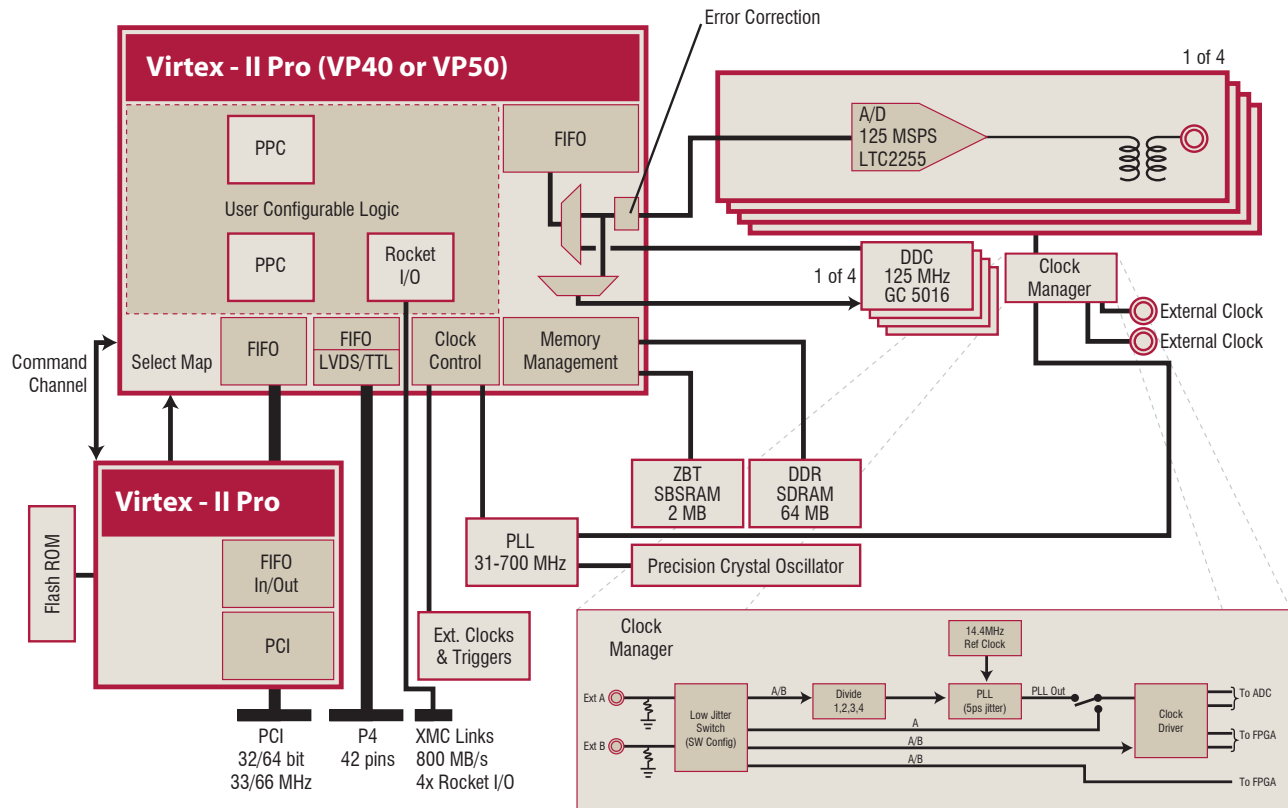 Error Correction
Virtex - II Pro (VP40 or VP50)
1 of 4
PPC
FIFO
A/D
125 MSPS
LTC2255
User Configurable Logic
PPC
Rocket
I/O
1 of 4
DDC
125 MHz
GC 5016
Clock
Manager
External Clock
External Clock
Command
Channel
Select Map
FIFO
FIFO
LVDS/TTL
Clock
Control
Memory
Management
Virtex - II Pro
ZBT
SBSRAM
2 MB
DDR
SDRAM
64 MB
Flash ROM
FIFO
In/Out
PLL
31-700 MHz
Precision Crystal Oscillator
PCI
Ext. Clocks
& Triggers
PCI
32/64 bit
33/66 MHz
P4
42 pins
XMC Links
800 MB/s
4x Rocket I/O
Clock
Manager
14.4MHz
Ref Clock
Ext A
A/B
Divide
1,2,3,4
PLL
(5ps jitter)
PLL Out
To ADC
Low Jitter
Switch
(SW Config)
A
Clock
Driver
Ext B
A/B
To FPGA
A/B
To FPGA